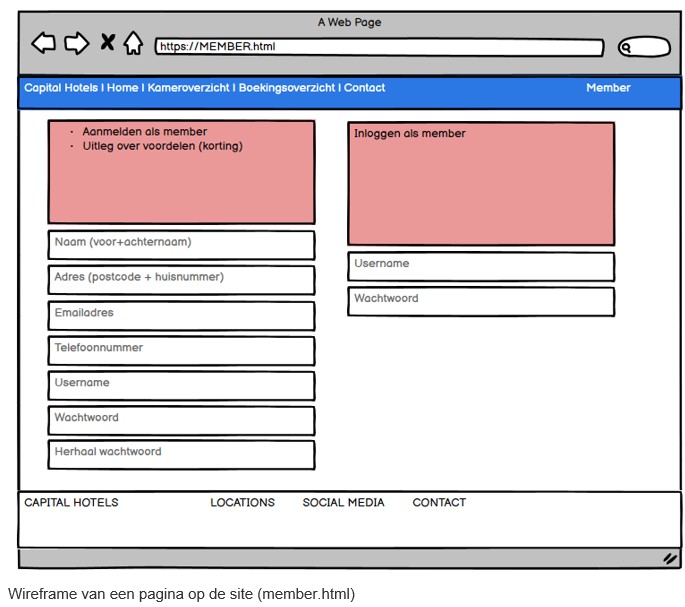 A Web Page
https://MEMBER.html
Capital Hotels | Home | Kameroverzicht | Boekingsoverzicht | Contact Member
• Aanmelden als member
• Uitleg over voordelen (korting)
Naam (voor+achternaam)
Adres (postcode + huisnummer)
Emailadres
Telefoonnummer
Username
Wachtwoord
Herhaal wachtwoord
Inloggen als member
Username
Wachtwoord
CAPITAL HOTELS LOCATIONS SOCIAL MEDIA CONTACT
Wireframe van een pagina op de site (member.html)